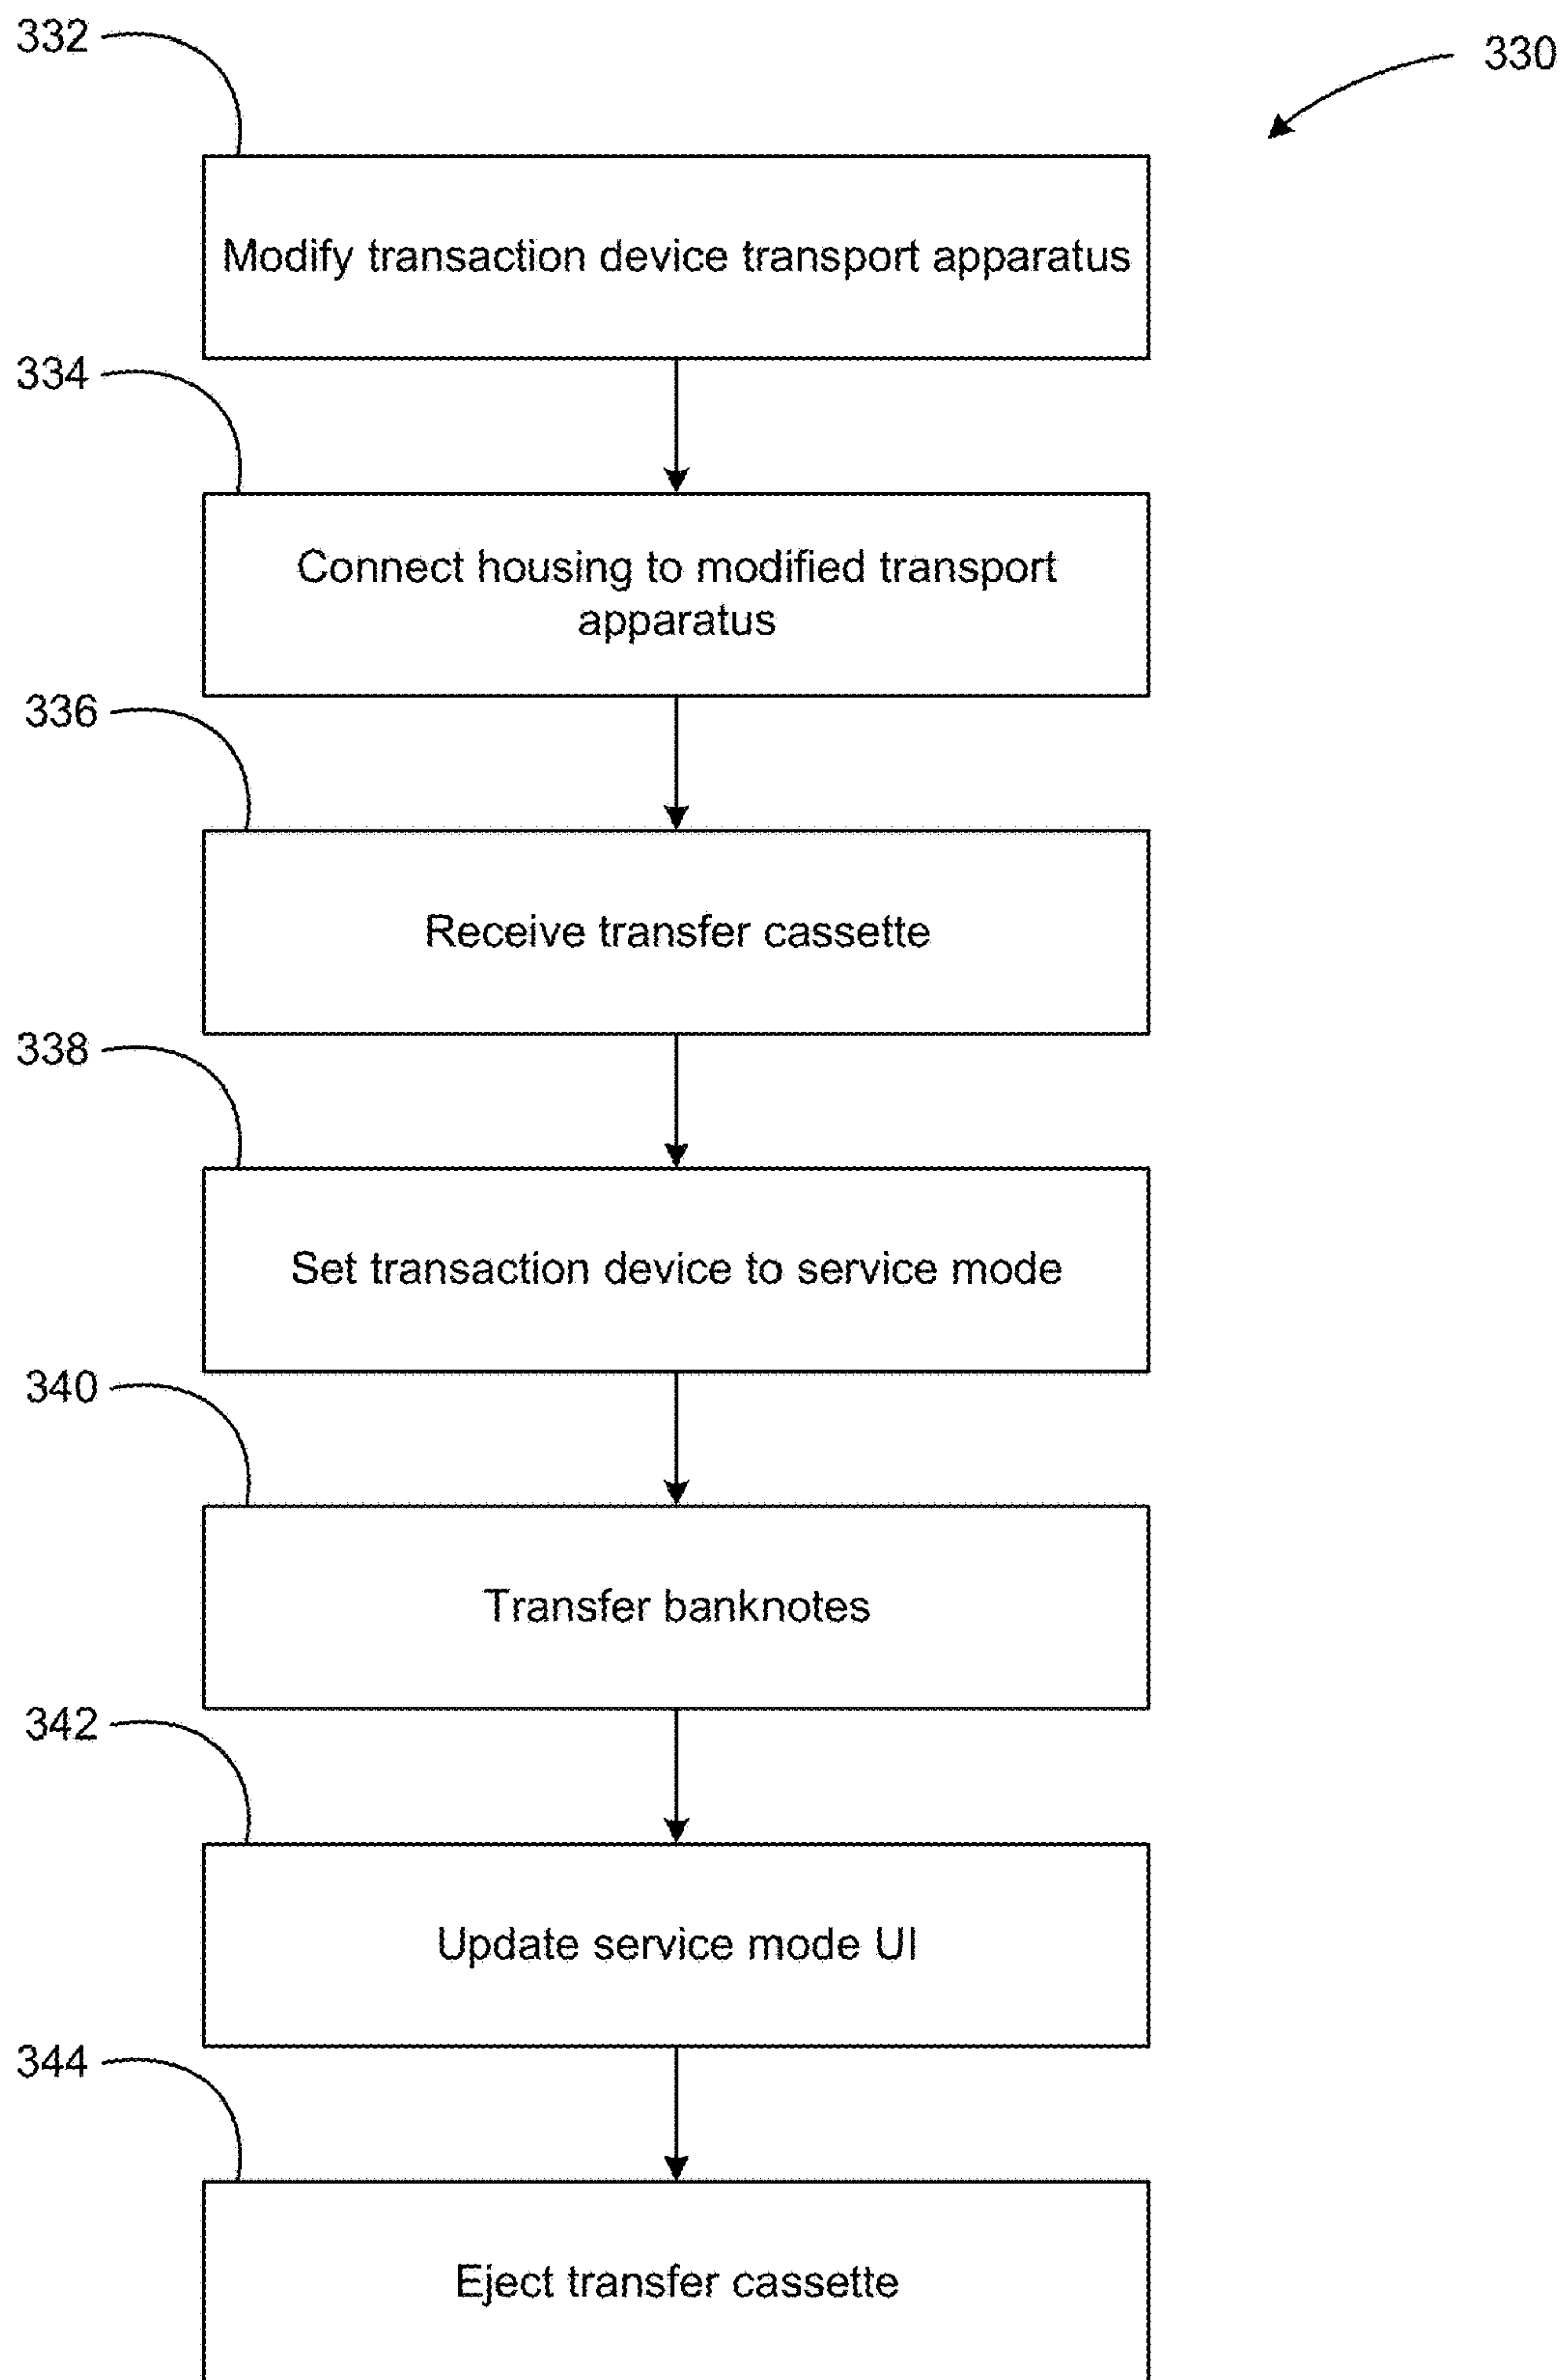 332
330
Modify transaction device transport apparatus
334
Connect housing to modified transport
apparatus
336
Receive transfer cassette
338
Set transaction device to service mode
340
Transfer banknotes
342
Update service mode UI
344
Eject transfer cassette